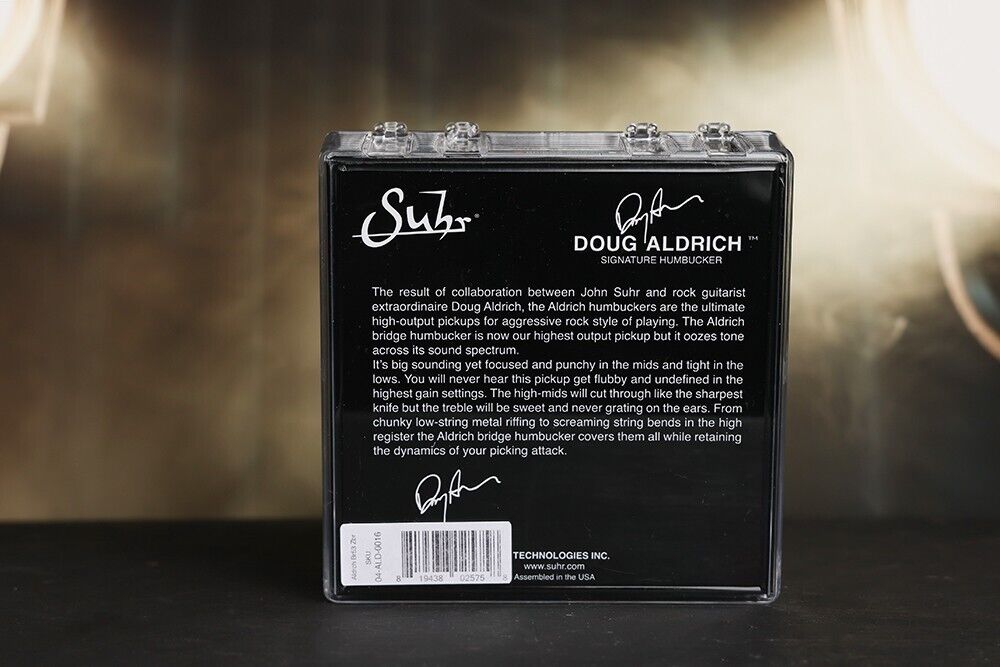 Suhr®
DOUG ALDRICH ™
SIGNATURE HUMBUCKER
The result of collaboration between John Suhr and rock guitarist
extraordinaire Doug Aldrich, the Aldrich humbuckers are the ultimate
high-output pickups for aggressive rock style of playing. The Aldrich
bridge humbucker is now our highest output pickup but it oozes tone
across its sound spectrum.
It's big sounding yet focused and punchy in the mids and tight in the
lows. You will never hear this pickup get flubby and undefined in the
highest gain settings. The high-mids will cut through like the sharpest
knife but the treble will be sweet and never grating on the ears. From
chunky low-string metal riffing to screaming string bends in the high
register the Aldrich bridge humbucker covers them all while retaining
the dynamics of your picking attack.
Aldrich Br53 Zbr
SKU
04-ALD-0016
8 19438 02575 8
TECHNOLOGIES INC.
www.suhr.com
Assembled in the USA